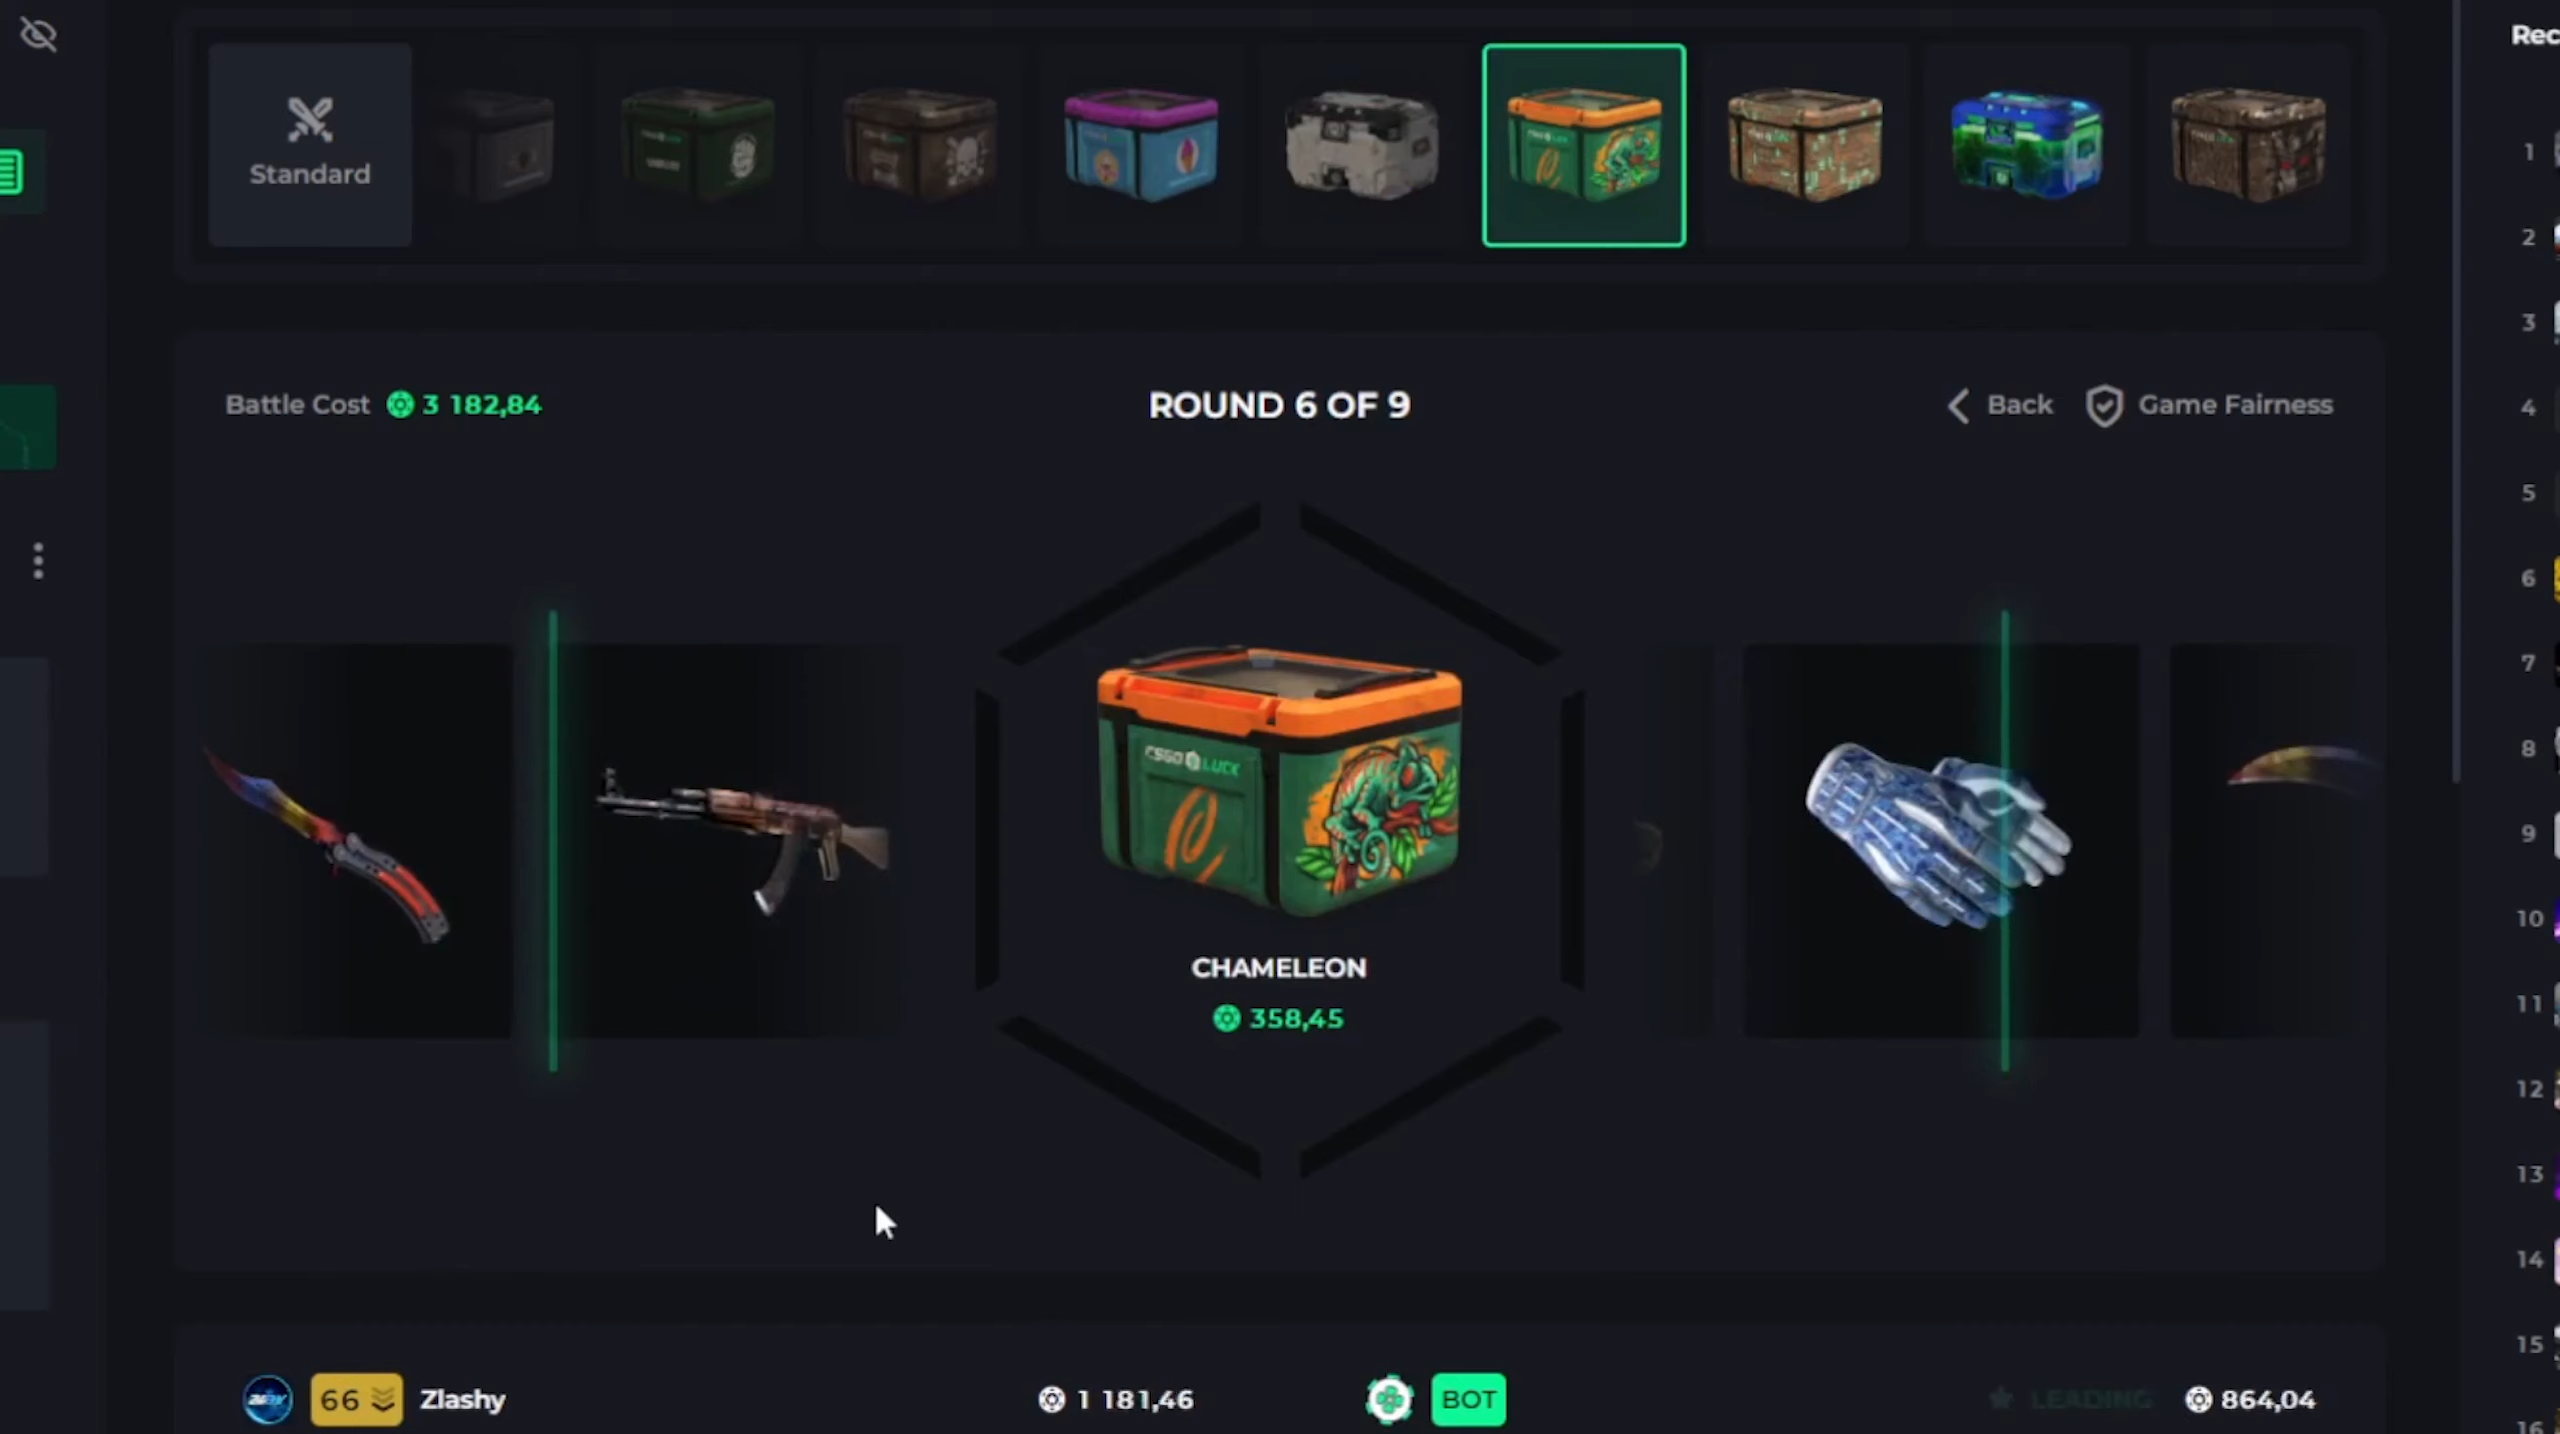 Rec
Standard
1
2
3
4
5
6
7
8
9
10
11
12
13
14
15
16
Battle Cost 3 182,84
ROUND 6 OF 9
Back
Game Fairness
CSGO LUCK
CHAMELEON
358,45
66 Zlashy
1 181,46
BOT
LEADING
864,04